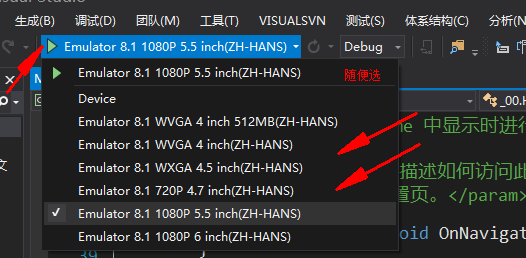 生成(B) 调试(D) 团队(M) 工具(T) VISUALSVN 测试(S) 体系结构(C) 分析(N)
Emulator 8.1 1080P 5.5 inch(ZH-HANS) Debug
Emulator 8.1 1080P 5.5 inch(ZH-HANS) 随便选
Device
_00.H
Emulator 8.1 WVGA 4 inch 512MB(ZH-HANS)
me 中显示时进行
Emulator 8.1 WVGA 4 inch(ZH-HANS)
Emulator 8.1 WXGA 4.5 inch(ZH-HANS)
文
描述如何访问此
Emulator 8.1 720P 4.7 inch(ZH-HANS)
置页。</param>
Emulator 8.1 1080P 5.5 inch(ZH-HANS)
oid OnNavigat
Emulator 8.1 1080P 6 inch(ZH-HANS)
39 }